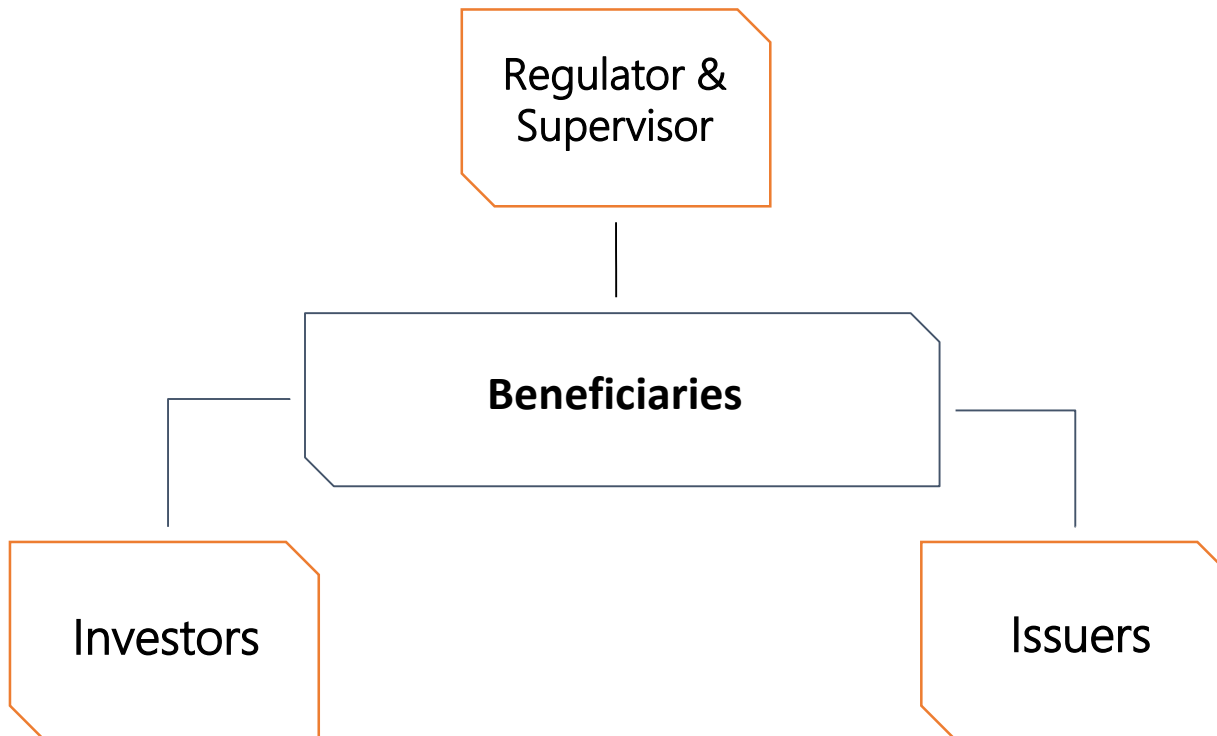 Regulator &
Supervisor
Beneficiaries
Investors
Issuers